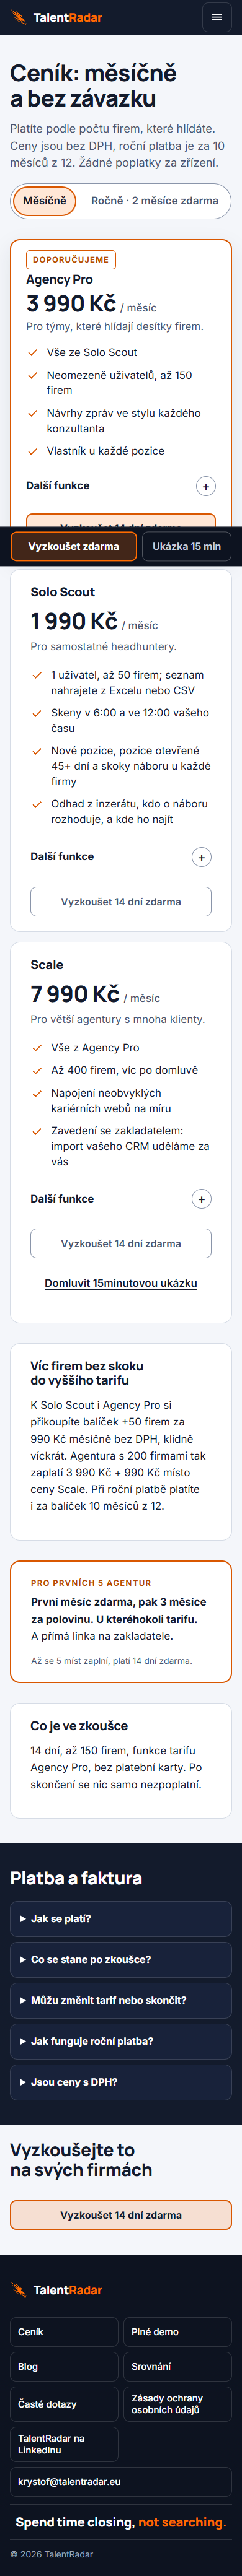 TalentRadar
Ceník: měsíčně
a bez závazku
Platíte podle počtu firem, které hlídáte.
Ceny jsou bez DPH, roční platba je za 10
měsíců z 12. Žádné poplatky za zřízení.
Měsíčně
Ročně · 2 měsíce zdarma
DOPORUČUJEME
Agency Pro
3 990 Kč / měsíc
Pro týmy, které hlídají desítky firem.
Vše ze Solo Scout
Neomezeně uživatelů, až 150
firem
Návrhy zpráv ve stylu každého
konzultanta
Vlastník u každé pozice
Další funkce
+
Vyzkoušet zdarma
Ukázka 15 min
Solo Scout
1 990 Kč / měsíc
Pro samostatné headhuntery.
1 uživatel, až 50 firem; seznam
nahrajete z Excelu nebo CSV
Skeny v 6:00 a ve 12:00 vašeho
času
Nové pozice, pozice otevřené
45+ dní a skoky náboru u každé
firmy
Odhad z inzerátu, kdo o náboru
rozhoduje, a kde ho najít
Další funkce
+
Vyzkoušet 14 dní zdarma
Scale
7 990 Kč / měsíc
Pro větší agentury s mnoha klienty.
Vše z Agency Pro
Až 400 firem, víc po domluvě
Napojení neobvyklých
kariérních webů na míru
Zavedení se zakladatelem:
import vašeho CRM uděláme za
vás
Další funkce
+
Vyzkoušet 14 dní zdarma
Domluvit 15minutovou ukázku
Víc firem bez skoku
do vyššího tarifu
K Solo Scout i Agency Pro si
přikoupíte balíček +50 firem za
990 Kč měsíčně bez DPH, klidně
víckrát. Agentura s 200 firmami tak
zaplatí 3 990 Kč + 990 Kč místo
ceny Scale. Při roční platbě platíte
i za balíček 10 měsíců z 12.
PRO PRVNÍCH 5 AGENTUR
První měsíc zdarma, pak 3 měsíce
za polovinu. U kteréhokoli tarifu.
A přímá linka na zakladatele.
Až se 5 míst zaplní, platí 14 dní zdarma.
Co je ve zkoušce
14 dní, až 150 firem, funkce tarifu
Agency Pro, bez platební karty. Po
skončení se nic samo nezpoplatní.
Platba a faktura
Jak se platí?
Co se stane po zkoušce?
Můžu změnit tarif nebo skončit?
Jak funguje roční platba?
Jsou ceny s DPH?
Vyzkoušejte to
na svých firmách
Vyzkoušet 14 dní zdarma
TalentRadar
Ceník
Plné demo
Blog
Srovnání
Časté dotazy
Zásady ochrany
osobních údajů
TalentRadar na
LinkedInu
krystof@talentradar.eu
Spend time closing, not searching.
© 2026 TalentRadar